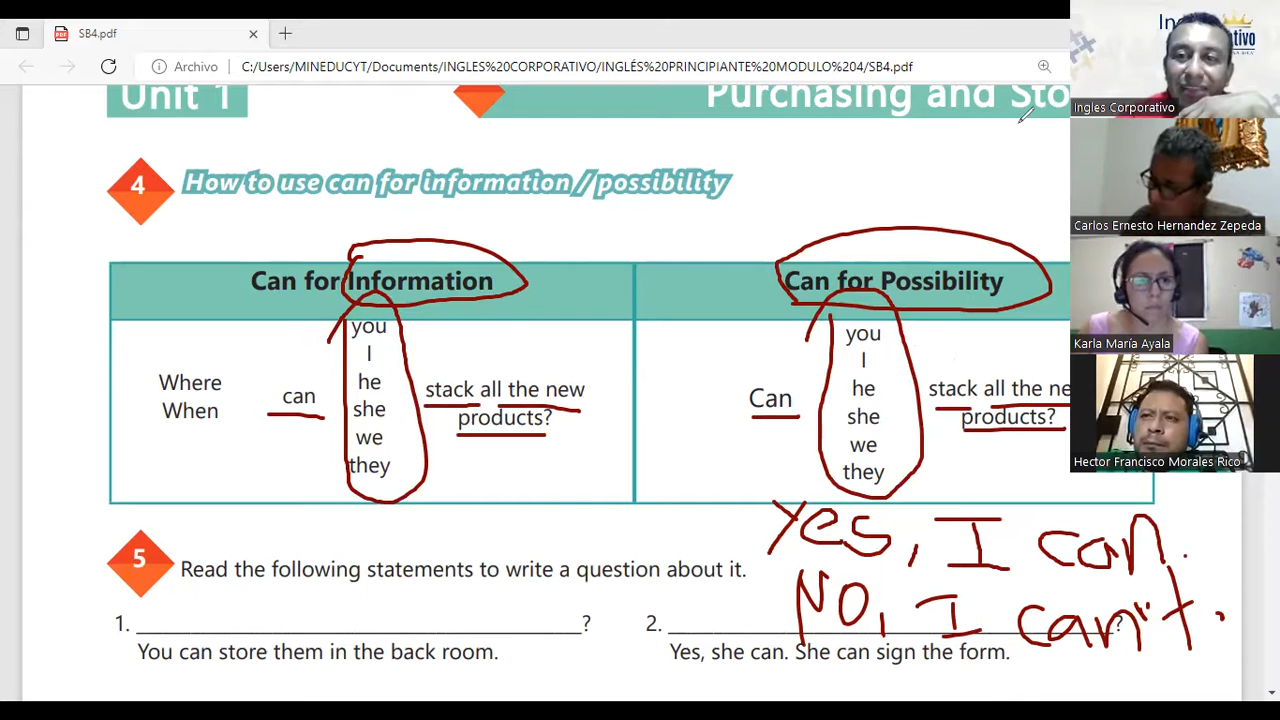 SB4.pdf
Archivo
C:/Users/MINEDUCYT/Documents/INGLES%20CORPORATIVO/INGLÉS%20PRINCIPIANTE%20MODULO%204/SB4.pdf
Unit 1
Purchasing and Sto
4
How to use can for information / possibility
Can for Information
Can for Possibility
Where
When
can
you
I
he
she
we
they
stack all the new
products?
Can
you
I
he
she
we
they
stack all the ne
products?
Yes, I can.
No, I can't.
5
Read the following statements to write a question about it.
1. ?
You can store them in the back room.
2. ?
Yes, she can. She can sign the form.
Ingles Corporativo
Carlos Ernesto Hernandez Zepeda
Karla María Ayala
Hector Francisco Morales Rico